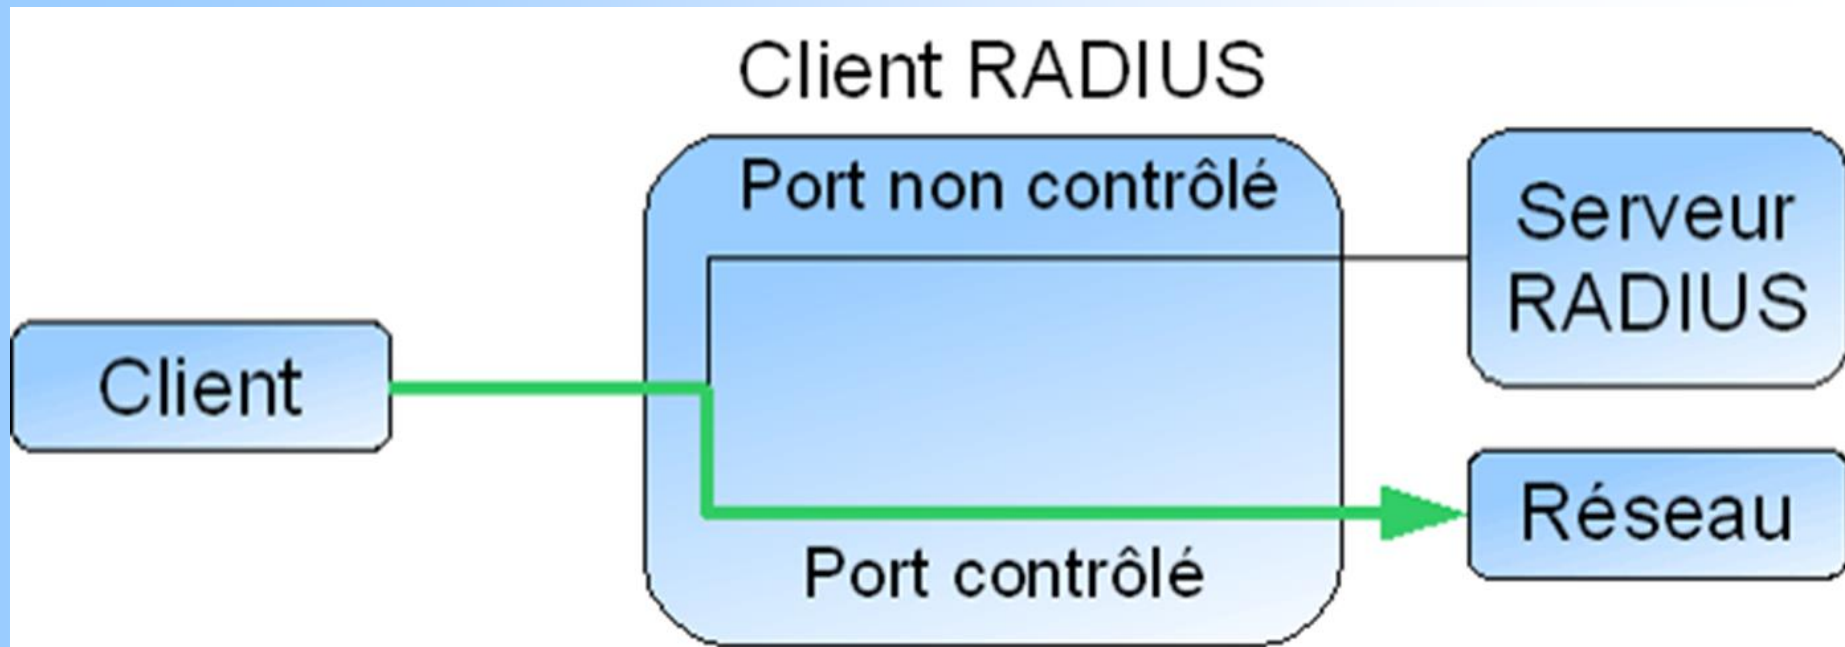 Client RADIUS
Port non contrôlé
Serveur
RADIUS
Client
Réseau
Port contrôlé